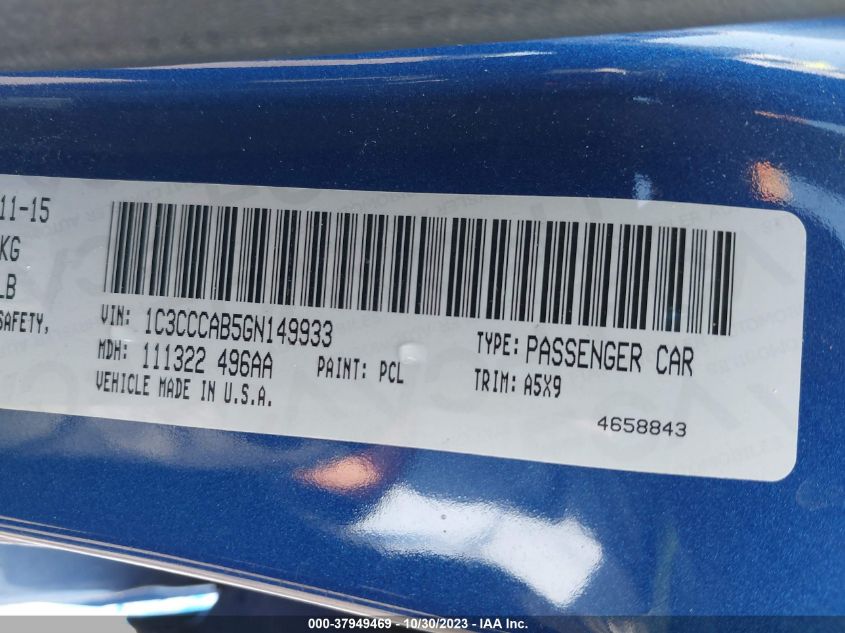 11-15
KG
LB
SAFETY,
VIN: 1C3CCCAB5GN149933
MDH: 111322 496AA
PAINT: PCL
VEHICLE MADE IN U.S.A.
TYPE: PASSENGER CAR
TRIM: A5X9
4658843
000-37949469 - 10/30/2023 - IAA Inc.